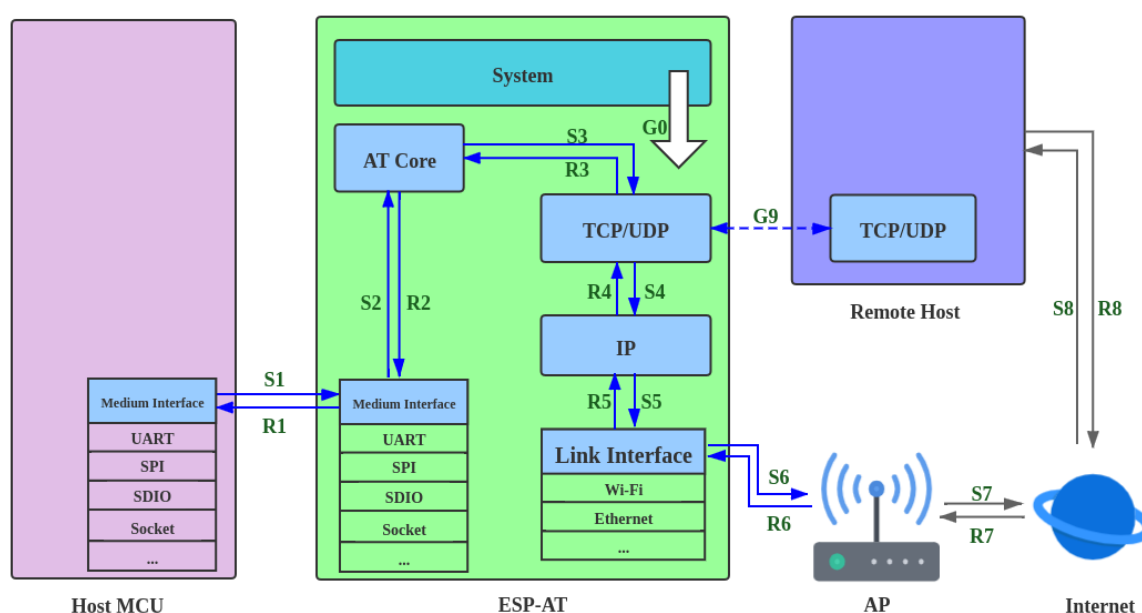 System
G0
AT Core
S3
R3
TCP/UDP
G9
TCP/UDP
S2
R2
R4
S4
Remote Host
S8
R8
IP
Medium Interface
UART
SPI
SDIO
Socket
...
S1
R1
Medium Interface
UART
SPI
SDIO
Socket
...
R5
S5
Link Interface
Wi-Fi
Ethernet
...
S6
R6
S7
R7
Host MCU
ESP-AT
AP
Internet